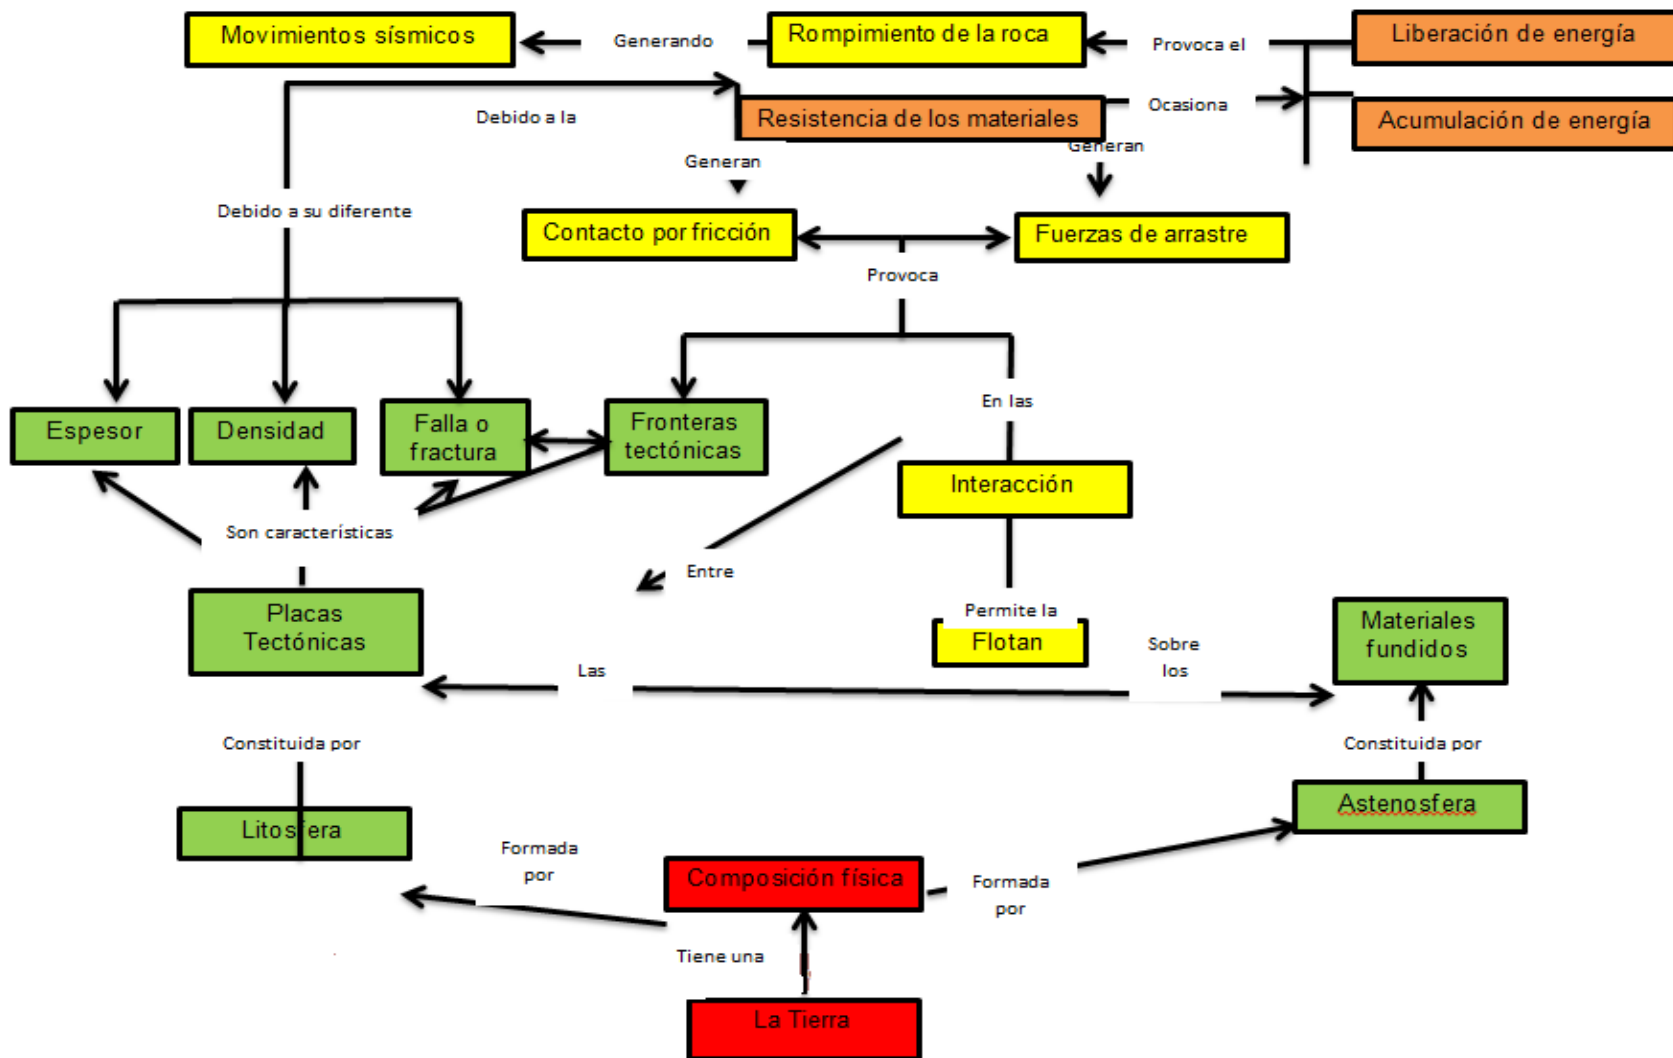 Movimientos sísmicos
Generando
Rompimiento de la roca
Provoca el
Liberación de energía
Debido a la
Resistencia de los materiales
Ocasiona
Acumulación de energía
Generan
Generan
Debido a su diferente
Contacto por fricción
Fuerzas de arrastre
Provoca
Espesor
Densidad
Falla o
fractura
Fronteras
tectónicas
En las
Interacción
Son características
Entre
Placas
Tectónicas
Permite la
Flotan
Materiales
fundidos
Las
Sobre
los
Constituida por
Constituida por
Litosfera
Astenosfera
Formada
por
Composición física
Formada
por
Tiene una
La Tierra